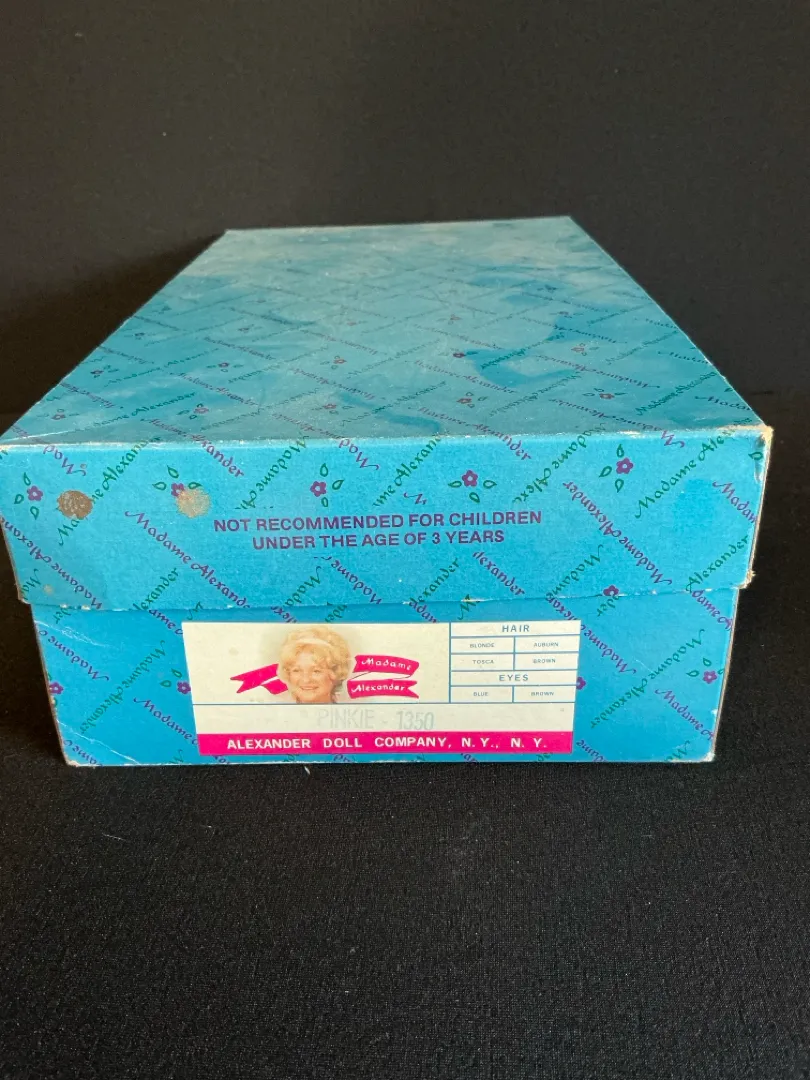 NOT RECOMMENDED FOR CHILDREN
UNDER THE AGE OF 3 YEARS
Madame
Alexander
HAIR
BLONDE AUBURN
TOSCA BROWN
EYES
BLUE BROWN
PINKIE - 1350
ALEXANDER DOLL COMPANY, N. Y., N. Y.
Madame Alexander